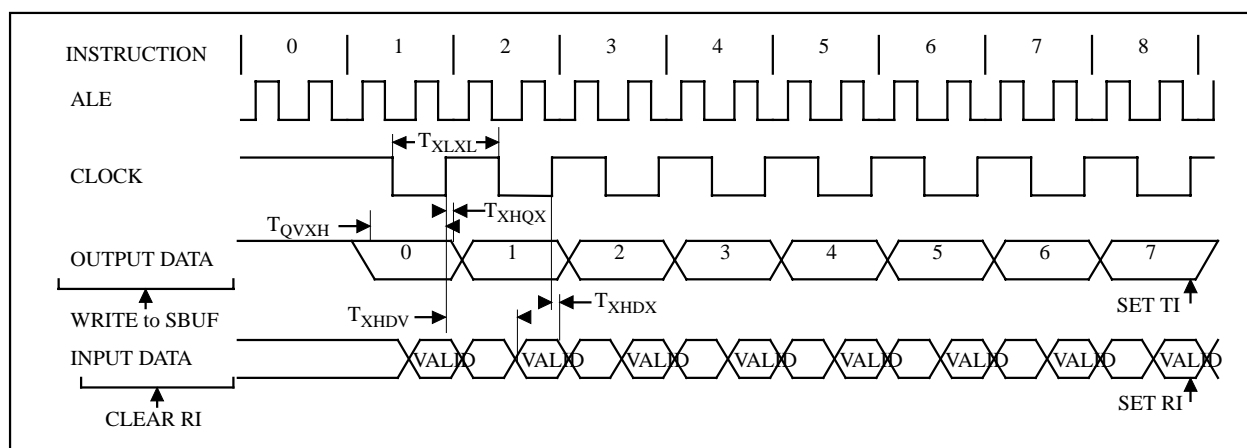 INSTRUCTION 0 1 2 3 4 5 6 7 8
ALE
TXLXL
CLOCK
TXHQX
TQVXH
OUTPUT DATA 0 1 2 3 4 5 6 7
WRITE to SBUF
SET TI
TXHDV
TXHDX
INPUT DATA VALID VALID VALID VALID VALID VALID VALID VALID
CLEAR RI
SET RI